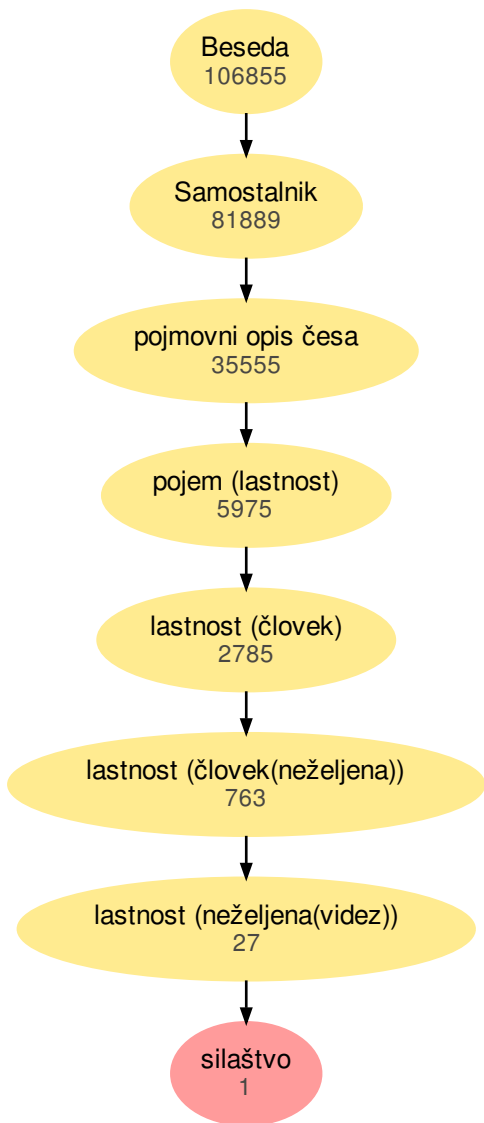 Beseda
106855
Samostalnik
81889
pojmovni opis česa
35555
pojem (lastnost)
5975
lastnost (človek)
2785
lastnost (človek(neželjena))
763
lastnost (neželjena(videz))
27
silaštvo
1